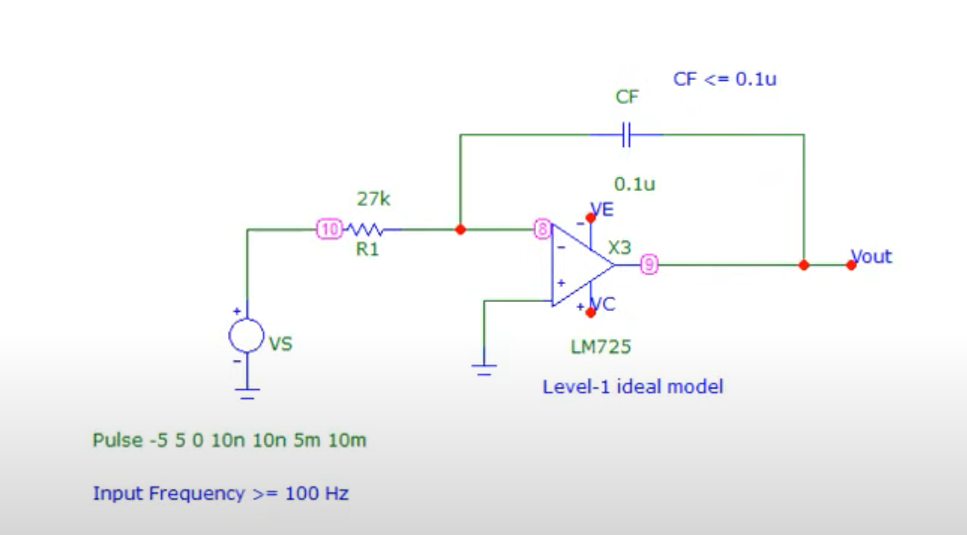 CF <= 0.1u
CF
0.1u
27k
10
R1
8
VE
-
-
X3
9
Vout
+
+
VC
+
VS
-
LM725
Level-1 ideal model
Pulse -5 5 0 10n 10n 5m 10m
Input Frequency >= 100 Hz